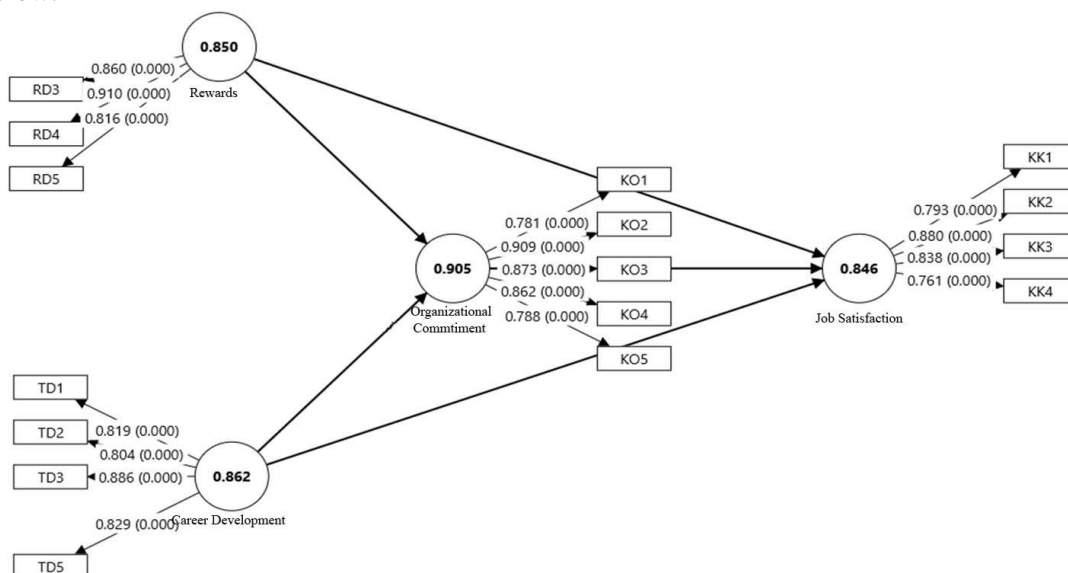 0.850
Rewards
0.860 (0.000)
0.910 (0.000)
0.816 (0.000)
RD3
RD4
RD5
KO1
KO2
KO3
KO4
KO5
0.781 (0.000)
0.909 (0.000)
0.873 (0.000)
0.862 (0.000)
0.788 (0.000)
0.905
Organizational
Commtiment
KK1
KK2
KK3
KK4
0.793 (0.000)
0.880 (0.000)
0.838 (0.000)
0.761 (0.000)
0.846
Job Satisfaction
TD1
TD2
TD3
TD5
0.819 (0.000)
0.804 (0.000)
0.886 (0.000)
0.829 (0.000)
0.862
Career Development